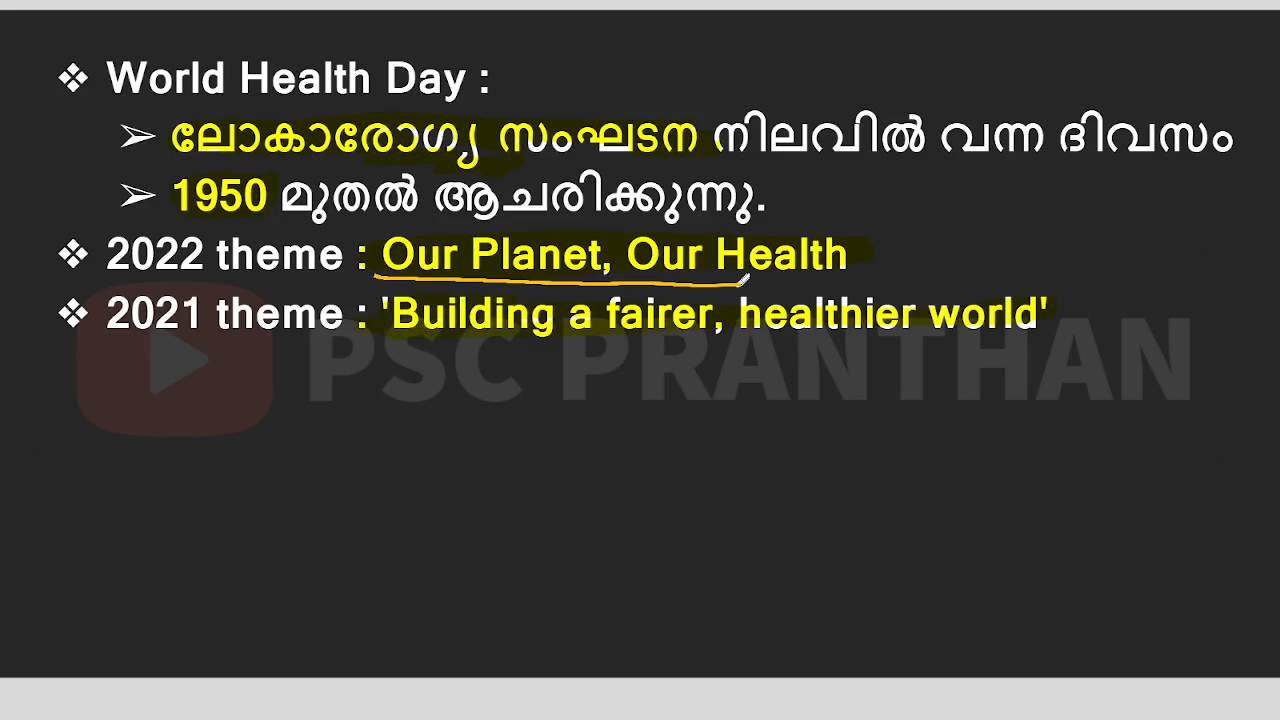 ❖ World Health Day :
➢ ലോകാരോഗ്യ സംഘടന നിലവിൽ വന്ന ദിവസം
➢ 1950 മുതൽ ആചരിക്കുന്നു.
❖ 2022 theme : Our Planet, Our Health
❖ 2021 theme : 'Building a fairer, healthier world'
PSC PRANTHAN